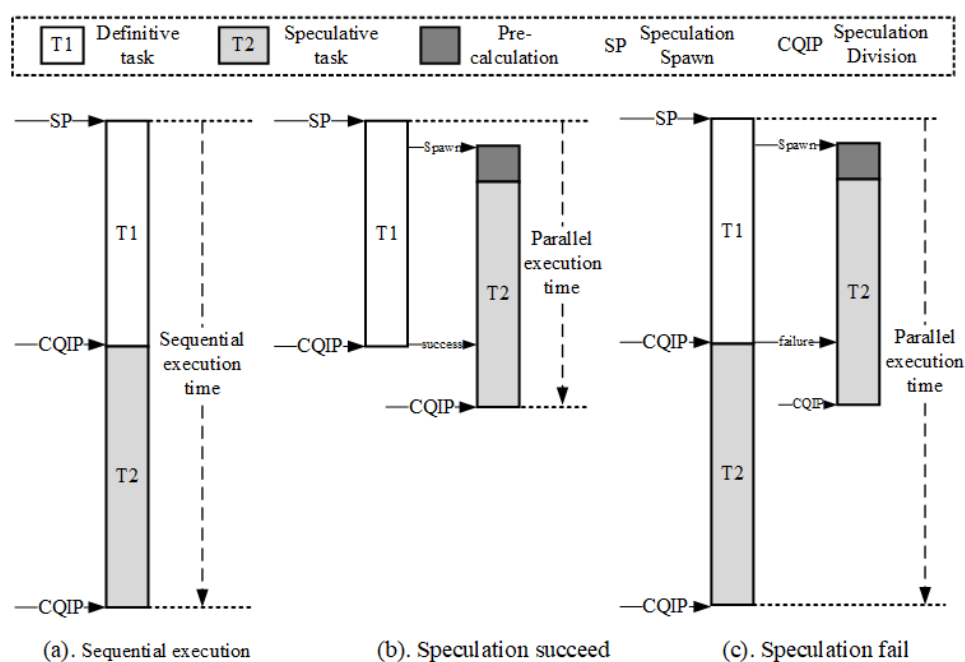 T1
Definitive
task
T2
Speculative
task
Pre-
calculation
SP
Speculation
Spawn
CQIP
Speculation
Division
SP
T1
CQIP
Sequential
execution
time
T2
CQIP
(a). Sequential execution
SP
Spawn
T1
Parallel
execution
time
T2
CQIP
success
CQIP
(b). Speculation succeed
SP
Spawn
T1
T2
CQIP
failure
Parallel
execution
time
CQIP
T2
CQIP
(c). Speculation fail